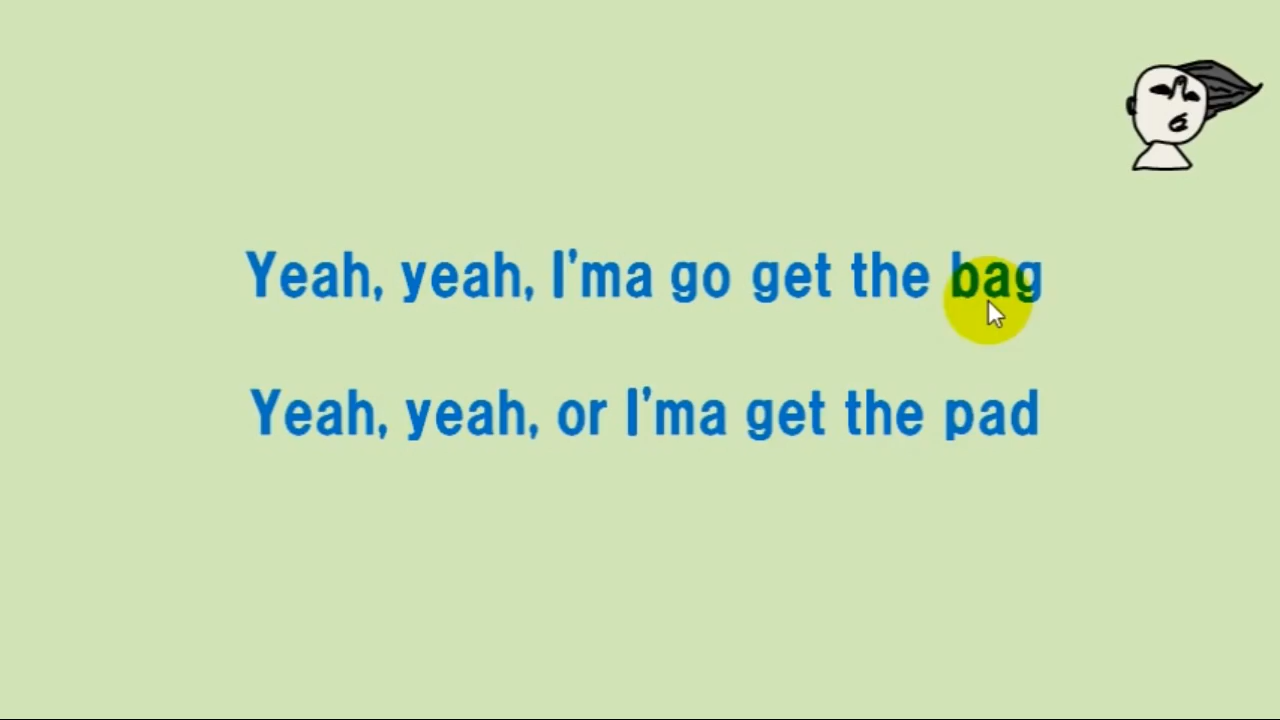 Yeah, yeah, I'ma go get the bag
Yeah, yeah, or I'ma get the pad